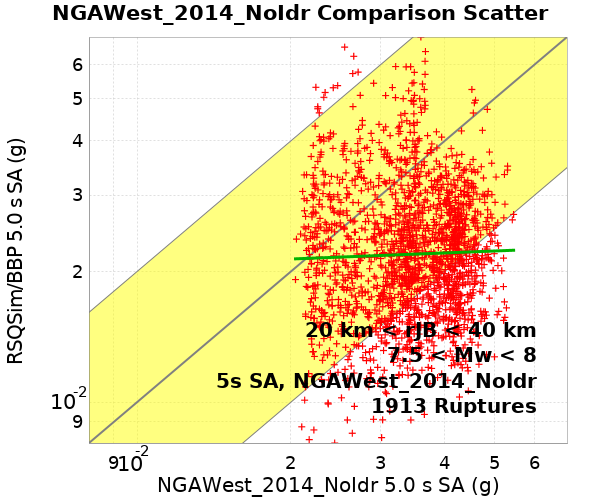 NGAWest_2014_NoIdr Comparison Scatter
RSQSim/BBP 5.0 s SA (g)
6
5
4
3
2
10-2
9
20 km < rJB < 40 km
7.5 < Mw < 8
5s SA, NGAWest_2014_NoIdr
1913 Ruptures
9 10-2 2 3 4 5 6
NGAWest_2014_NoIdr 5.0 s SA (g)